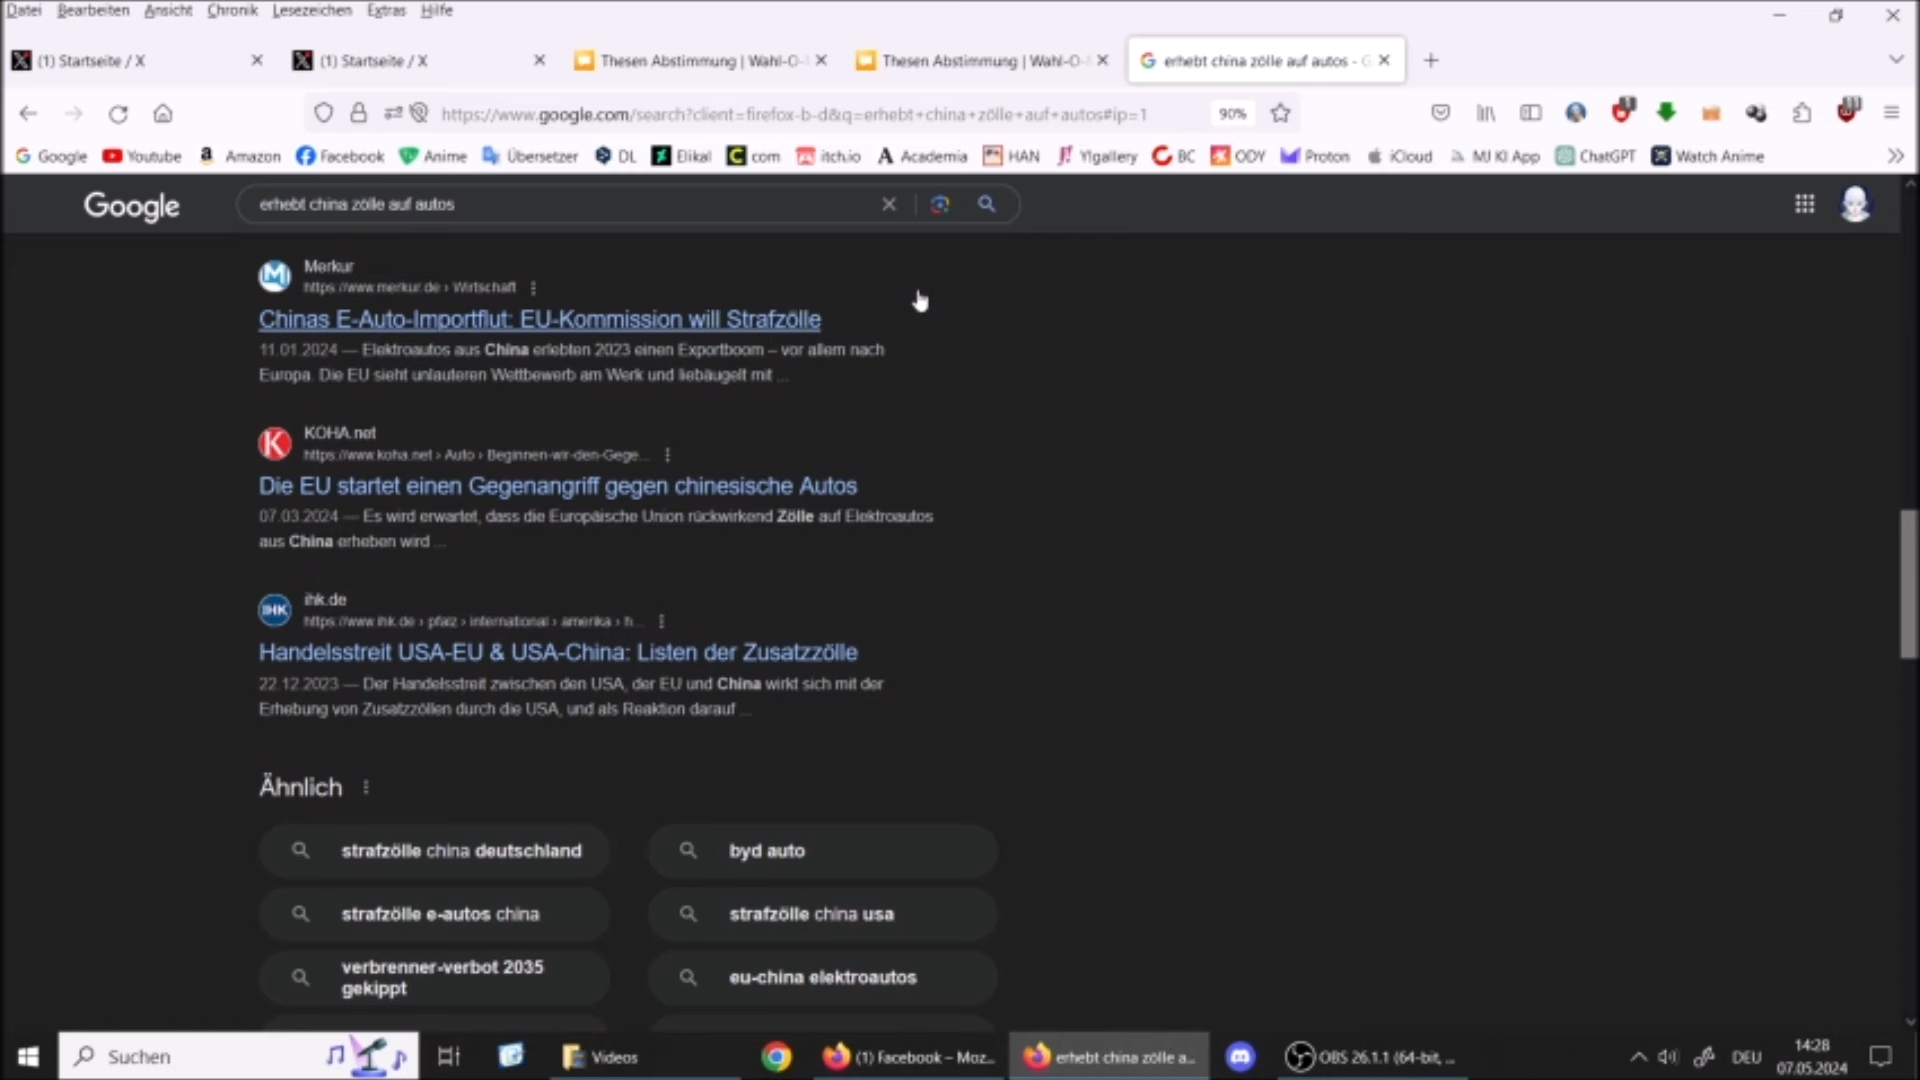 Datei Bearbeiten Ansicht Chronik Lesezeichen Extras Hilfe
(1) Startseite / X
(1) Startseite / X
Thesen Abstimmung | Wahl-O-
Thesen Abstimmung | Wahl-O-
erhebt china zölle auf autos - G
https://www.google.com/search?client=firefox-b-d&q=erhebt+china+zölle+auf+autos#ip=1
90%
Google Youtube Amazon Facebook Anime Übersetzer DL Elikal com itch.io Academia HAN Y!gallery BC ODY Proton iCloud MJ KI App ChatGPT Watch Anime
Google
erhebt china zölle auf autos
Merkur
https://www.merkur.de › Wirtschaft
Chinas E-Auto-Importflut: EU-Kommission will Strafzölle
11.01.2024 — Elektroautos aus China erlebten 2023 einen Exportboom – vor allem nach
Europa. Die EU sieht unlauteren Wettbewerb am Werk und liebäugelt mit ...
KOHA.net
https://www.koha.net › Auto › Beginnen-wir-den-Gege...
Die EU startet einen Gegenangriff gegen chinesische Autos
07.03.2024 — Es wird erwartet, dass die Europäische Union rückwirkend Zölle auf Elektroautos
aus China erheben wird ...
IHK
ihk.de
https://www.ihk.de › pfalz › international › amerika › h...
Handelsstreit USA-EU & USA-China: Listen der Zusatzzölle
22.12.2023 — Der Handelsstreit zwischen den USA, der EU und China wirkt sich mit der
Erhebung von Zusatzzöllen durch die USA, und als Reaktion darauf ...
Ähnlich
strafzölle china deutschland
byd auto
strafzölle e-autos china
strafzölle china usa
verbrenner-verbot 2035
gekippt
eu-china elektroautos
Suchen
Videos
(1) Facebook – Moz...
erhebt china zölle a...
OBS 26.1.1 (64-bit, ...
DEU
14:28
07.05.2024